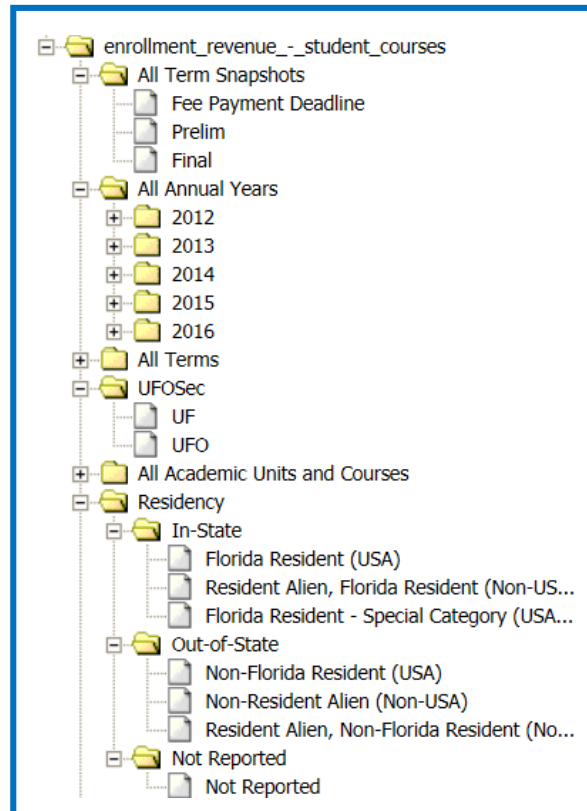 enrollment_revenue_-_student_courses
All Term Snapshots
Fee Payment Deadline
Prelim
Final
All Annual Years
2012
2013
2014
2015
2016
All Terms
UFOSec
UF
UFO
All Academic Units and Courses
Residency
In-State
Florida Resident (USA)
Resident Alien, Florida Resident (Non-US...
Florida Resident - Special Category (USA...
Out-of-State
Non-Florida Resident (USA)
Non-Resident Alien (Non-USA)
Resident Alien, Non-Florida Resident (No...
Not Reported
Not Reported